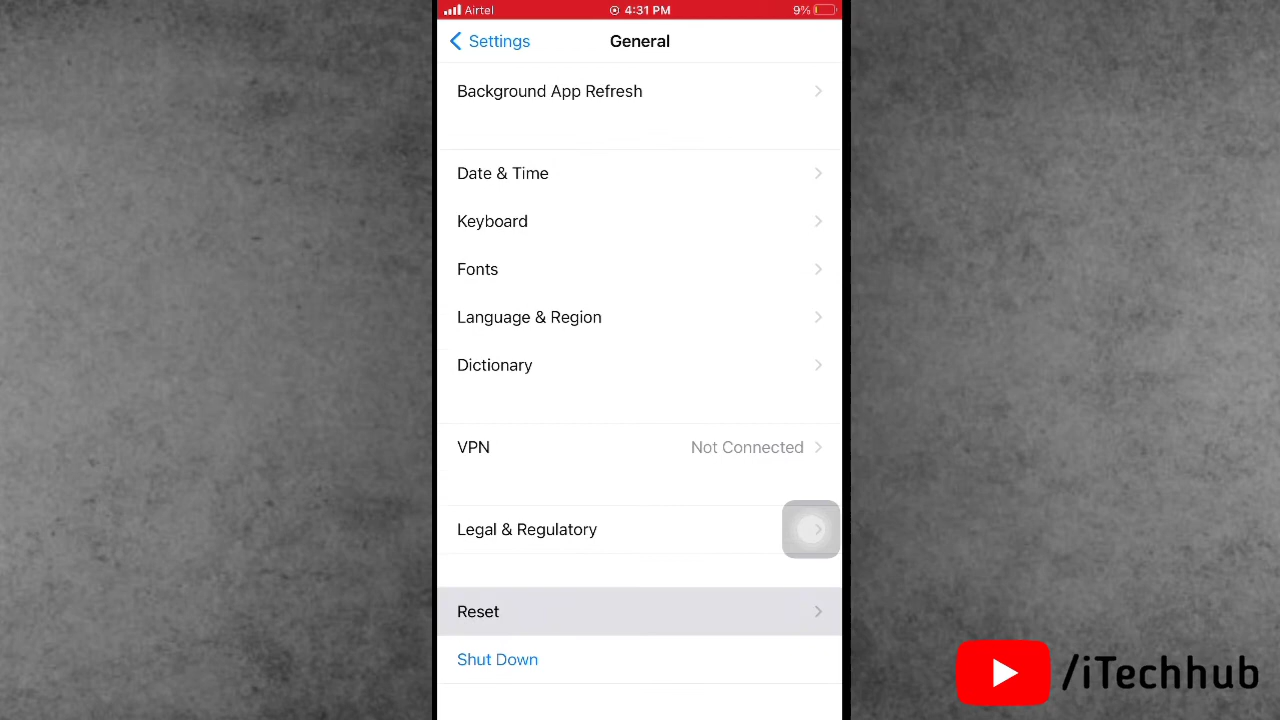 Airtel 4:31 PM 9%
Settings General
Background App Refresh
Date & Time
Keyboard
Fonts
Language & Region
Dictionary
VPN Not Connected
Legal & Regulatory
Reset
Shut Down
/iTechhub